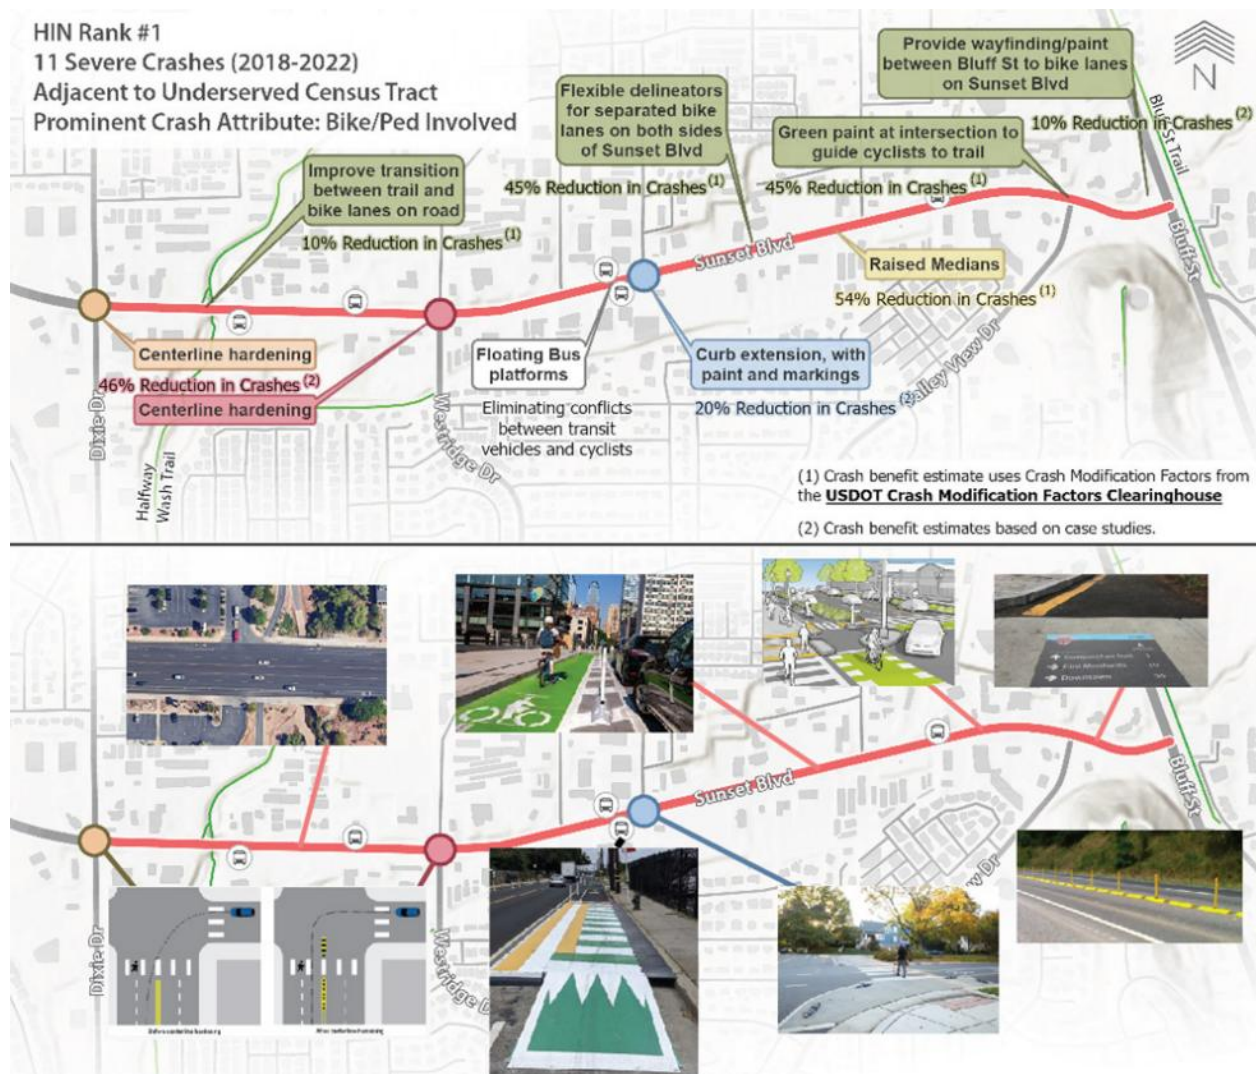 HIN Rank #1
11 Severe Crashes (2018-2022)
Adjacent to Underserved Census Tract
Prominent Crash Attribute: Bike/Ped Involved
Provide wayfinding/paint
between Bluff St to bike lanes
on Sunset Blvd
10% Reduction in Crashes (2)
N
Flexible delineators
for separated bike
lanes on both sides
of Sunset Blvd
45% Reduction in Crashes (1)
Green paint at intersection to
guide cyclists to trail
45% Reduction in Crashes (1)
Improve transition
between trail and
bike lanes on road
10% Reduction in Crashes (1)
Bluff St Trail
Bluff St
Sunset Blvd
Raised Medians
54% Reduction in Crashes (1)
Centerline hardening
46% Reduction in Crashes (2)
Centerline hardening
Floating Bus
platforms
Eliminating conflicts
between transit
vehicles and cyclists
Curb extension, with
paint and markings
20% Reduction in Crashes (2)
alley View Dr
Dixie Dr
Halfway
Wash Trail
Westridge Dr
(1) Crash benefit estimate uses Crash Modification Factors from
the USDOT Crash Modification Factors Clearinghouse
(2) Crash benefit estimates based on case studies.
Downtown
Sunset Blvd
Bluff St
w Dr
Dixie Dr
Westridge D
Before centerline hardening
After centerline hardening